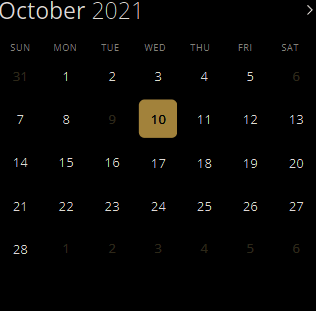 October 2021 >
SUN MON TUE WED THU FRI SAT
31 1 2 3 4 5 6
7 8 9 10 11 12 13
14 15 16 17 18 19 20
21 22 23 24 25 26 27
28 1 2 3 4 5 6